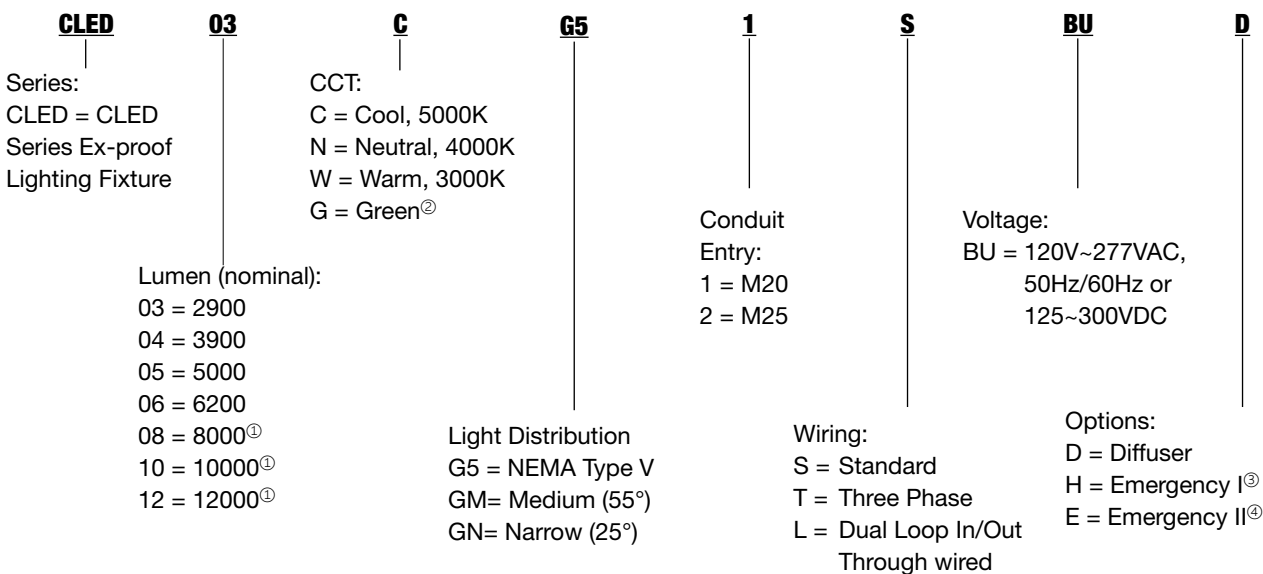 CLED 03 C G5 1 S BU D
Series:
CLED = CLED
Series Ex-proof
Lighting Fixture
Lumen (nominal):
03 = 2900
04 = 3900
05 = 5000
06 = 6200
08 = 8000①
10 = 10000①
12 = 12000①
CCT:
C = Cool, 5000K
N = Neutral, 4000K
W = Warm, 3000K
G = Green②
Light Distribution
G5 = NEMA Type V
GM= Medium (55°)
GN= Narrow (25°)
Conduit
Entry:
1 = M20
2 = M25
Wiring:
S = Standard
T = Three Phase
L = Dual Loop In/Out
Through wired
Voltage:
BU = 120V~277VAC,
50Hz/60Hz or
125~300VDC
Options:
D = Diffuser
H = Emergency I③
E = Emergency II④